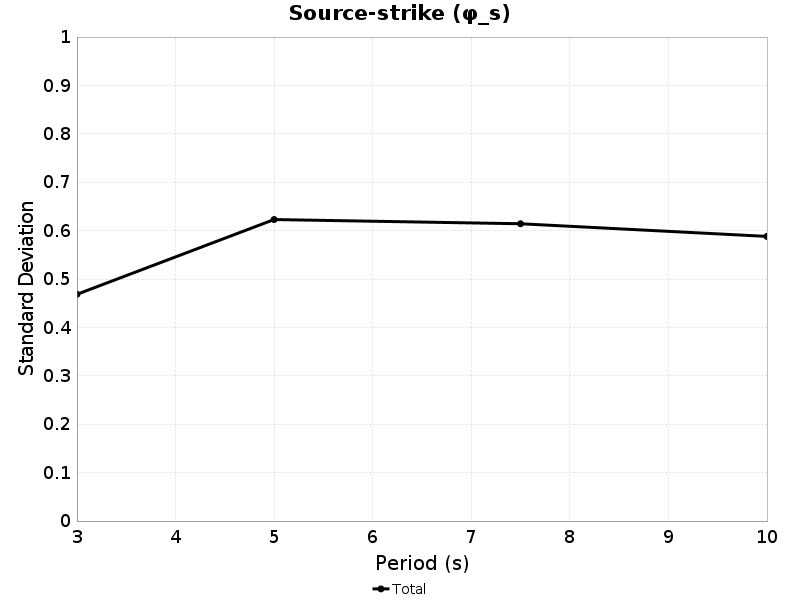 Source-strike (φ_s)
1
0.9
0.8
0.7
0.6
0.5
0.4
0.3
0.2
0.1
0
Standard Deviation
3 4 5 6 7 8 9 10
Period (s)
Total